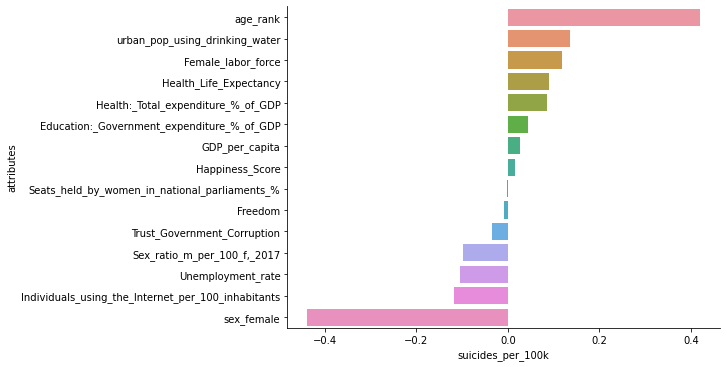 age_rank
urban_pop_using_drinking_water
Female_labor_force
Health_Life_Expectancy
Health:_Total_expenditure_%_of_GDP
Education:_Government_expenditure_%_of_GDP
GDP_per_capita
Happiness_Score
Seats_held_by_women_in_national_parliaments_%
Freedom
Trust_Government_Corruption
Sex_ratio_m_per_100_f,_2017
Unemployment_rate
Individuals_using_the_Internet_per_100_inhabitants
sex_female
attributes
−0.4 −0.2 0.0 0.2 0.4
suicides_per_100k